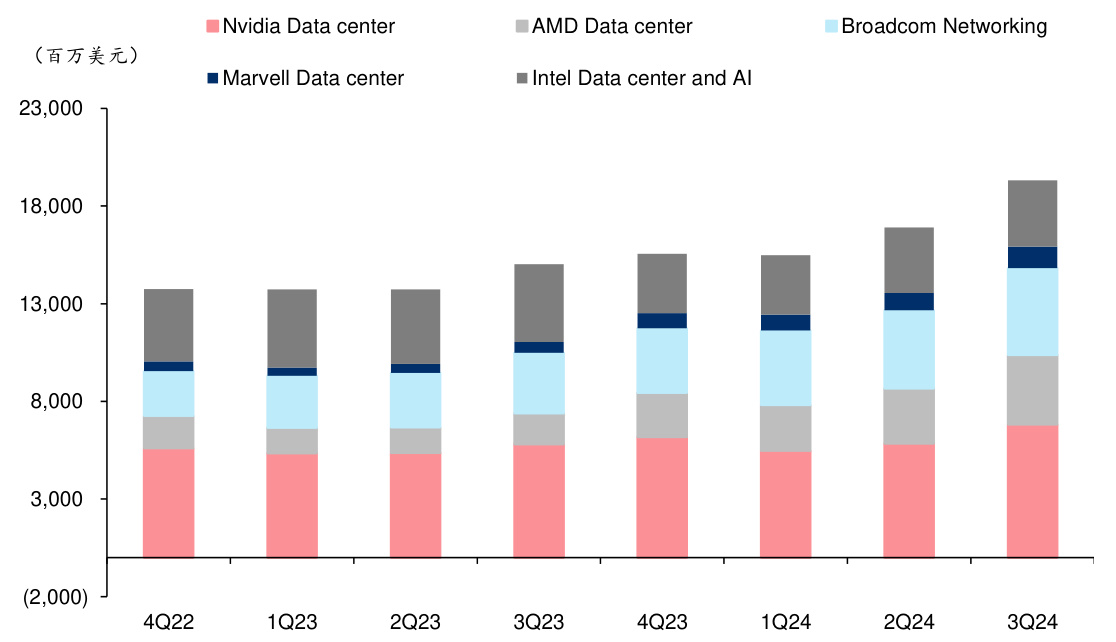 Nvidia Data center AMD Data center Broadcom Networking
（百万美元）
Marvell Data center Intel Data center and AI
23,000
18,000
13,000
8,000
3,000
(2,000)
4Q22 1Q23 2Q23 3Q23 4Q23 1Q24 2Q24 3Q24